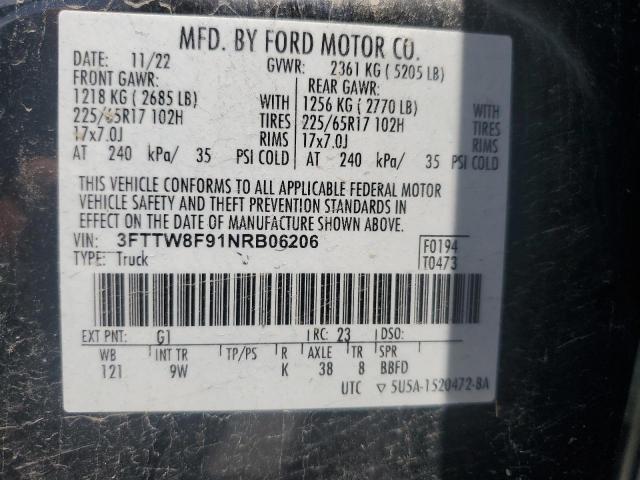 MFD. BY FORD MOTOR CO.
DATE: 11/22 GVWR: 2361 KG ( 5205 LB)
FRONT GAWR: REAR GAWR:
1218 KG ( 2685 LB) WITH 1256 KG ( 2770 LB) WITH
225/65R17 102H TIRES 225/65R17 102H TIRES
17x7.0J RIMS 17x7.0J RIMS
AT 240 kPa/ 35 PSI COLD AT 240 kPa/ 35 PSI COLD
THIS VEHICLE CONFORMS TO ALL APPLICABLE FEDERAL MOTOR
VEHICLE SAFETY AND THEFT PREVENTION STANDARDS IN
EFFECT ON THE DATE OF MANUFACTURE SHOWN ABOVE.
VIN: 3FTTW8F91NRB06206 F0194
TYPE: Truck T0473
EXT PNT: G1 RC: 23 DSO:
WB INT TR TP/PS R AXLE TR SPR
121 9W K 38 8 BBFD
UTC ▽ 5U5A-1520472-BA